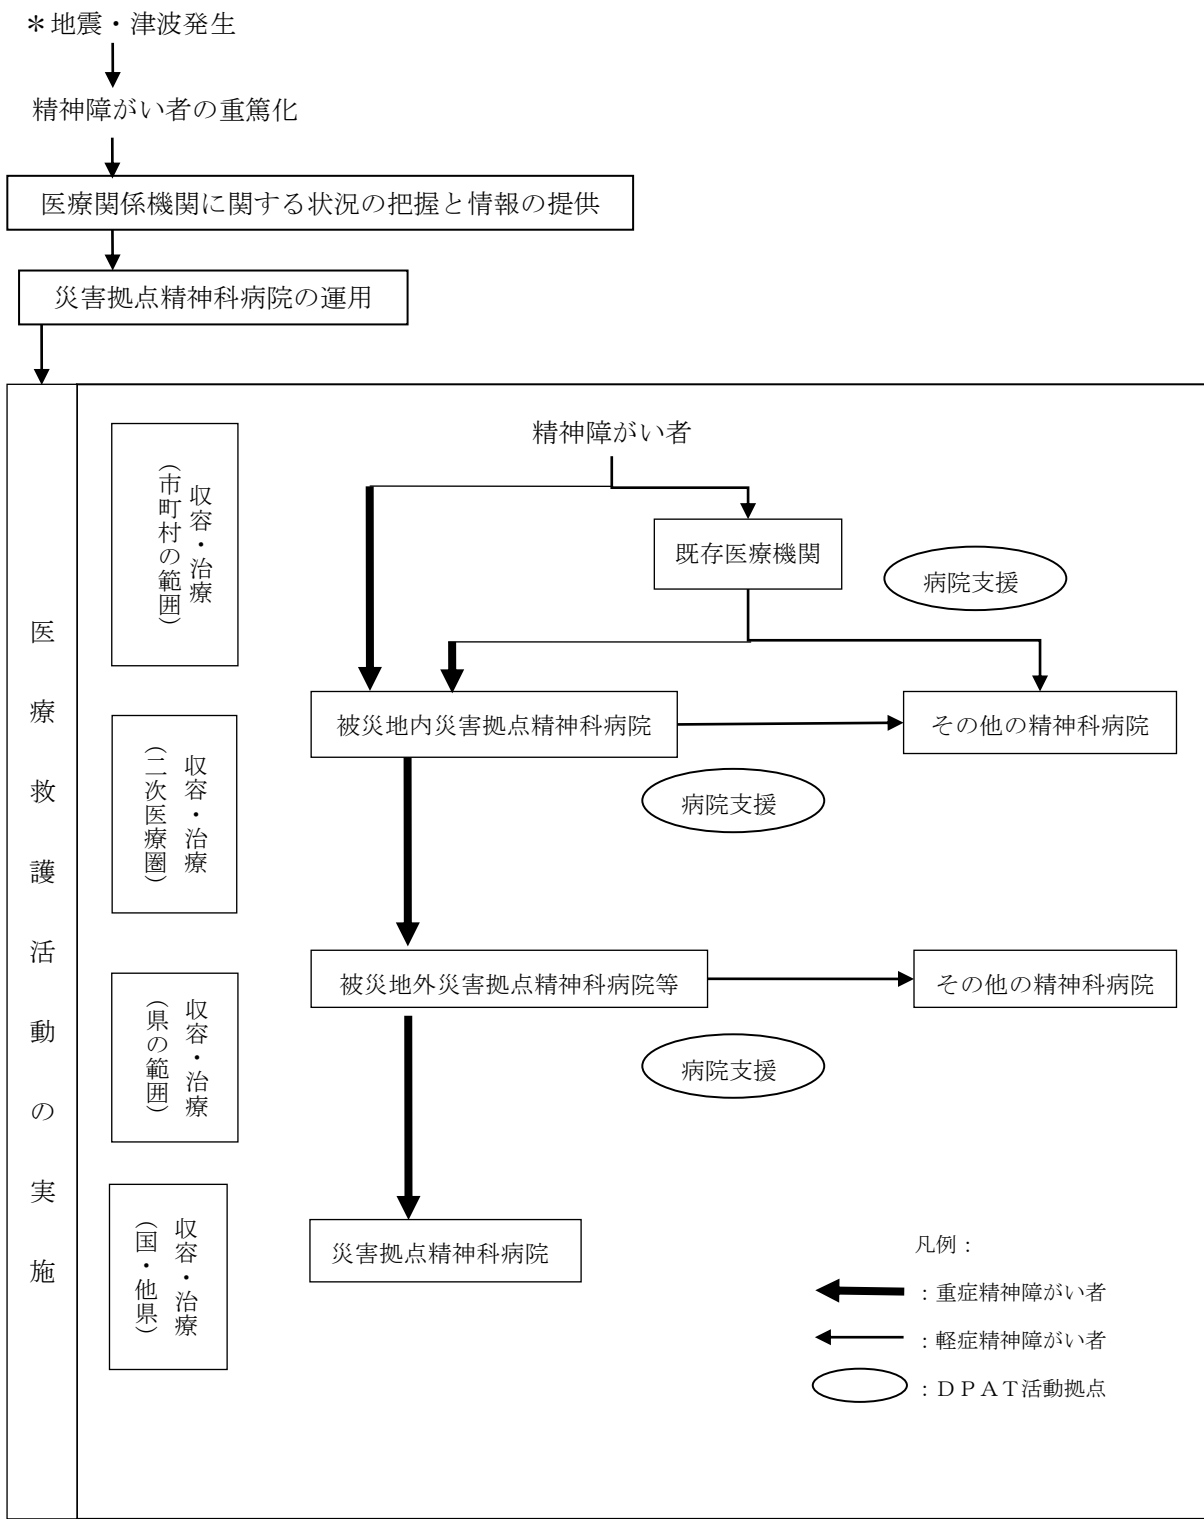 ＊地震・津波発生
精神障がい者の重篤化
医療関係機関に関する状況の把握と情報の提供
災害拠点精神科病院の運用
医療救護活動の実施
収容・治療
（市町村の範囲）
精神障がい者
既存医療機関
病院支援
被災地内災害拠点精神科病院
その他の精神科病院
収容・治療
（二次医療圏）
病院支援
被災地外災害拠点精神科病院等
その他の精神科病院
収容・治療
（県の範囲）
病院支援
収容・治療
（国・他県）
災害拠点精神科病院
凡例：
：重症精神障がい者
：軽症精神障がい者
：ＤＰＡＴ活動拠点